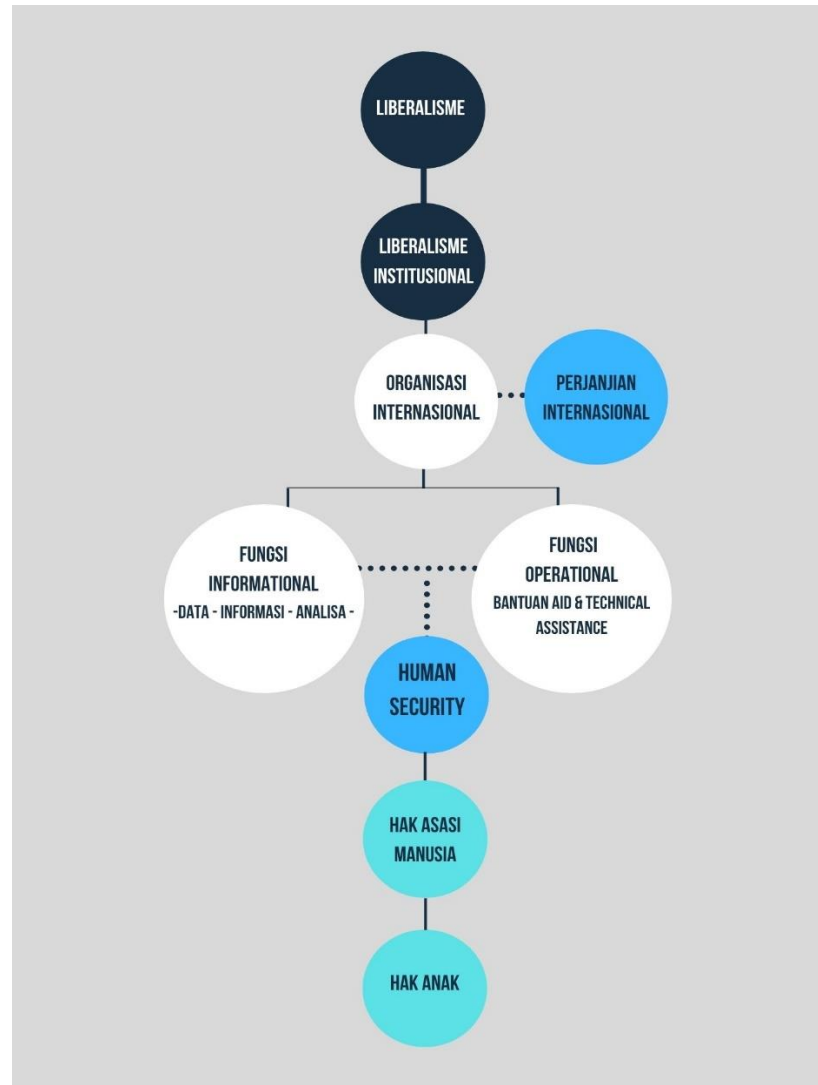 LIBERALISME
LIBERALISME
INSTITUSIONAL
ORGANISASI
INTERNASIONAL
PERJANJIAN
INTERNASIONAL
FUNGSI
INFORMATIONAL
-DATA - INFORMASI - ANALISA -
FUNGSI
OPERATIONAL
BANTUAN AID & TECHNICAL
ASSISTANCE
HUMAN
SECURITY
HAK ASASI
MANUSIA
HAK ANAK